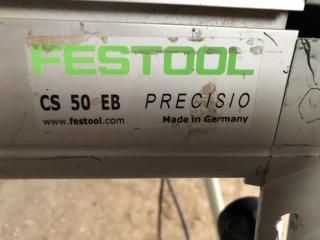 FESTOOL
CS 50 EB PRECISIO
www.festool.com Made in Germany